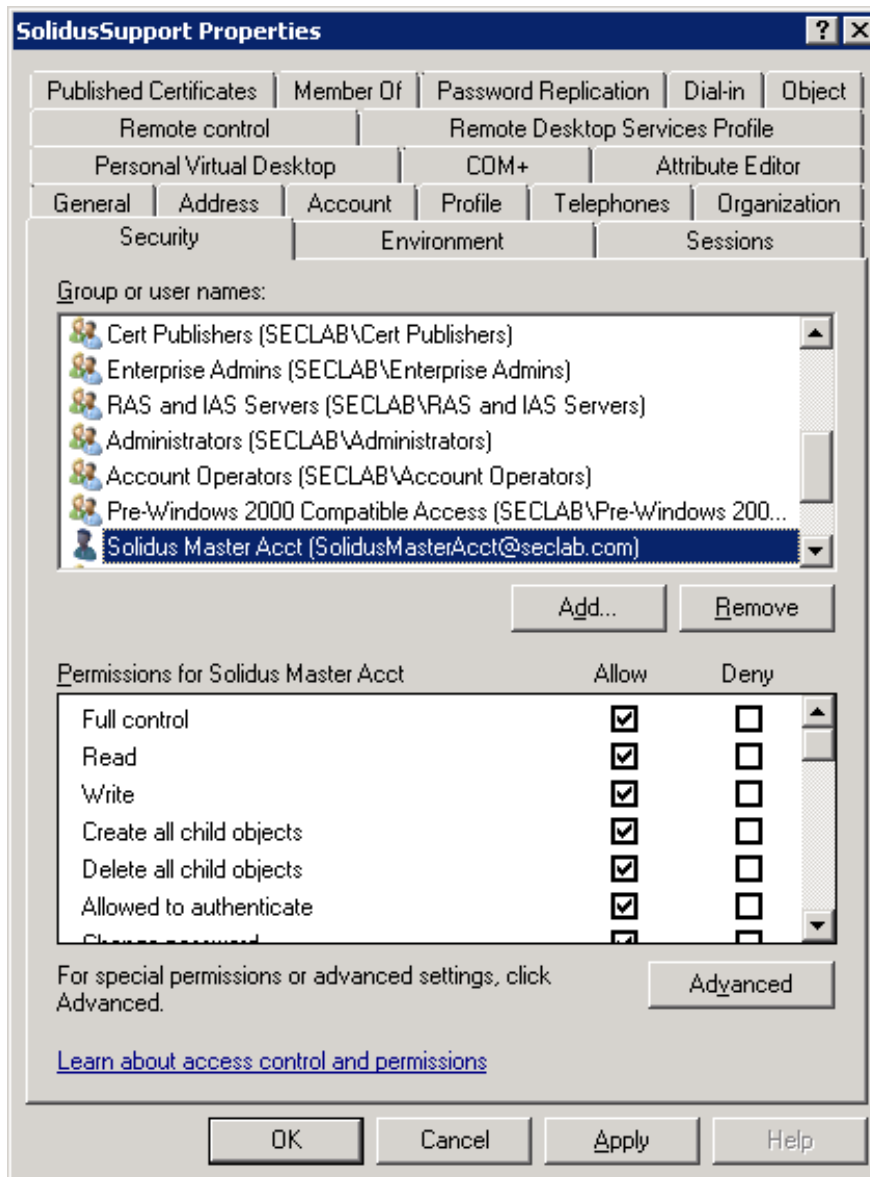 SolidusSupport Properties
Published Certificates Member Of Password Replication Dial-in Object
Remote control Remote Desktop Services Profile
Personal Virtual Desktop COM+ Attribute Editor
General Address Account Profile Telephones Organization
Security Environment Sessions
Group or user names:
Cert Publishers (SECLAB\Cert Publishers)
Enterprise Admins (SECLAB\Enterprise Admins)
RAS and IAS Servers (SECLAB\RAS and IAS Servers)
Administrators (SECLAB\Administrators)
Account Operators (SECLAB\Account Operators)
Pre-Windows 2000 Compatible Access (SECLAB\Pre-Windows 200...
Solidus Master Acct (SolidusMasterAcct@seclab.com)
Add... Remove
Permissions for Solidus Master Acct Allow Deny
Full control
Read
Write
Create all child objects
Delete all child objects
Allowed to authenticate
Change password
For special permissions or advanced settings, click
Advanced.
Advanced
Learn about access control and permissions
OK Cancel Apply Help